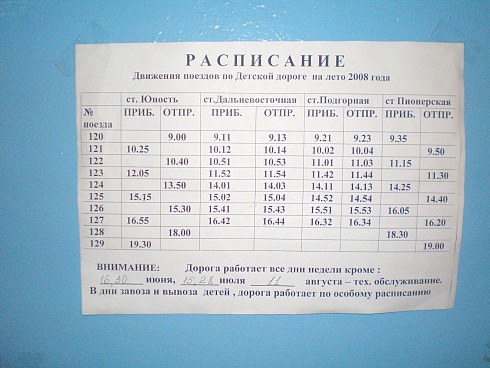 РАСПИСАНИЕ
Движения поездов по Детской дороге на лето 2008 года
ст. Юность ст.Дальневосточная ст.Подгорная ст Пионерская
№ поезда ПРИБ. ОТПР. ПРИБ. ОТПР. ПРИБ. ОТПР. ПРИБ. ОТПР.
120 9.00 9.11 9.13 9.21 9.23 9.35
121 10.25 10.12 10.14 10.02 10.04 9.50
122 10.40 10.51 10.53 11.01 11.03 11.15
123 12.05 11.52 11.54 11.42 11.44 11.30
124 13.50 14.01 14.03 14.11 14.13 14.25
125 15.15 15.02 15.04 14.52 14.54 14.40
126 15.30 15.41 15.43 15.51 15.53 16.05
127 16.55 16.42 16.44 16.32 16.34 16.20
128 18.00 18.30
129 19.30 19.00
ВНИМАНИЕ: Дорога работает все дни недели кроме :
16,30 июня, 15,28 июля 11 августа – тех. обслуживание.
В дни завоза и вывоза детей , дорога работает по особому расписанию